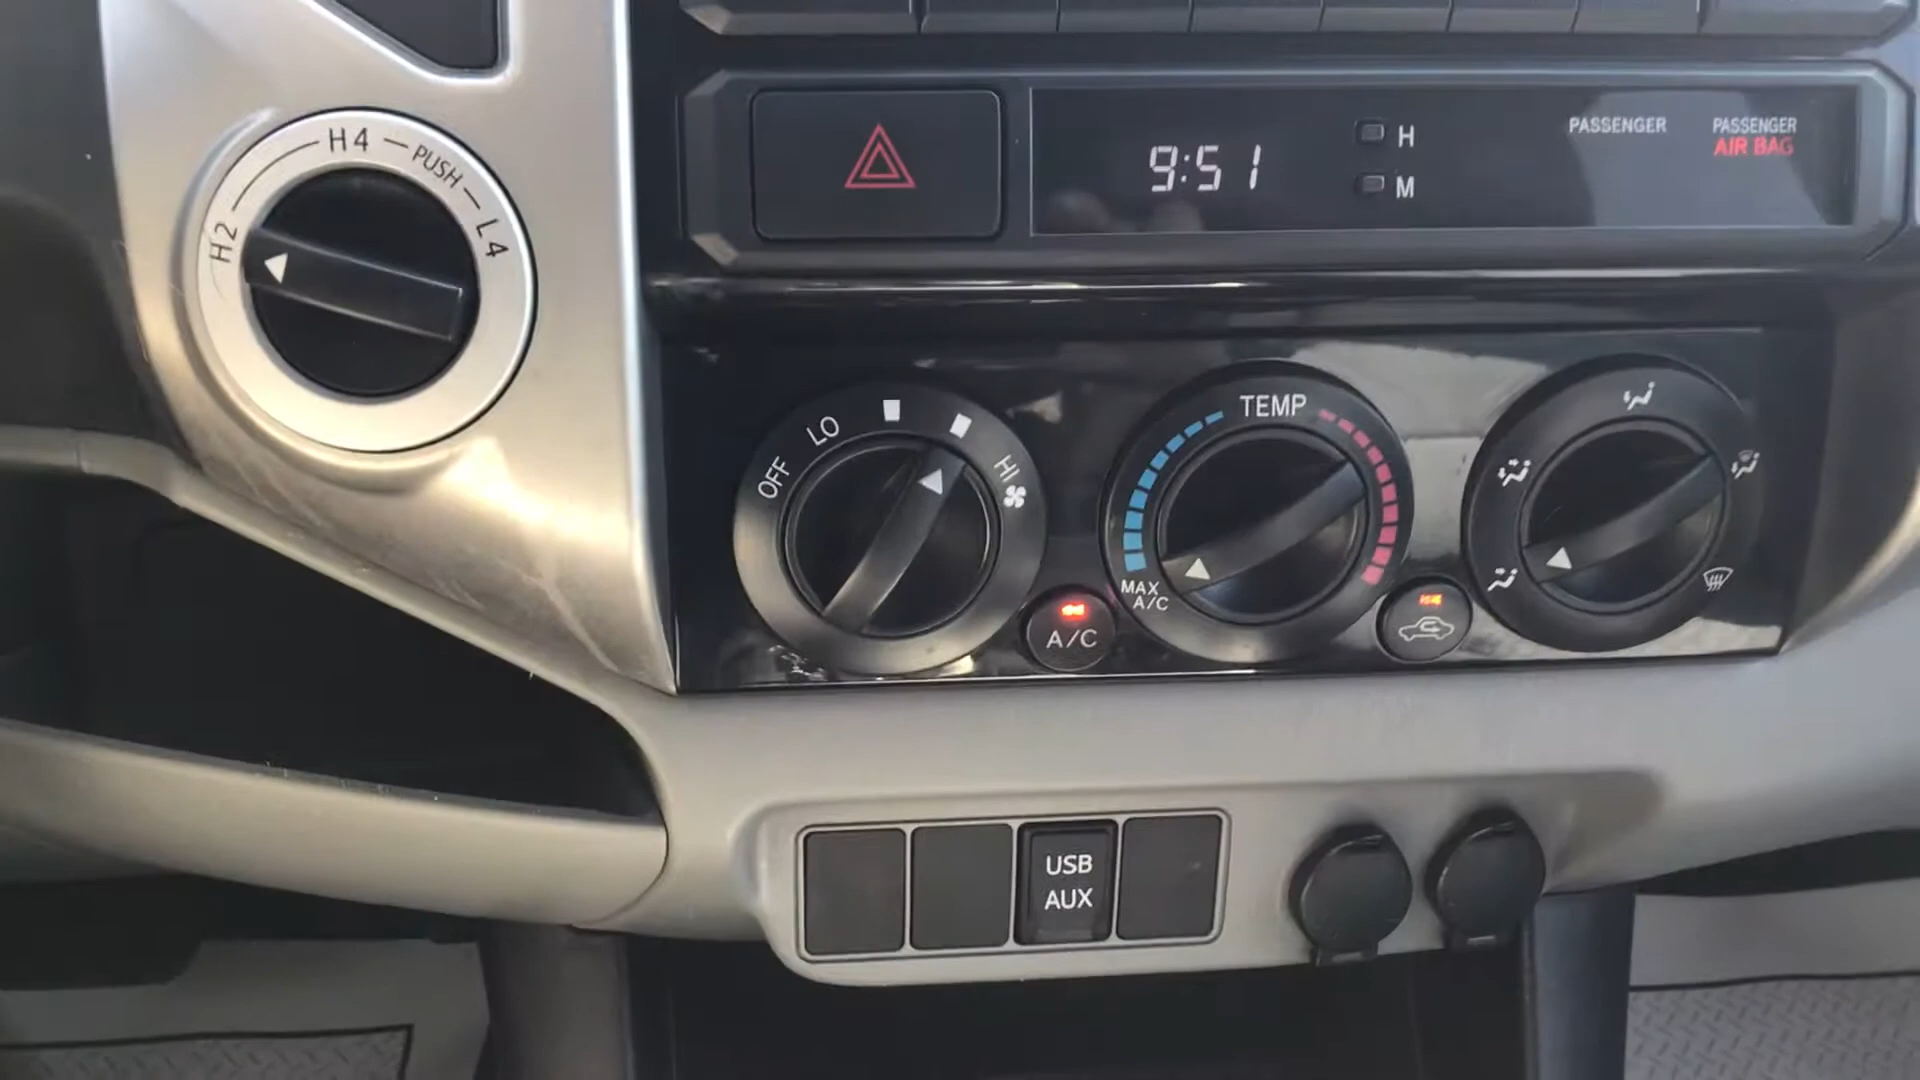 H2
H4
PUSH
L4
9:51
H
M
PASSENGER
PASSENGER
AIR BAG
OFF
LO
HI
TEMP
MAX
A/C
A/C
USB
AUX